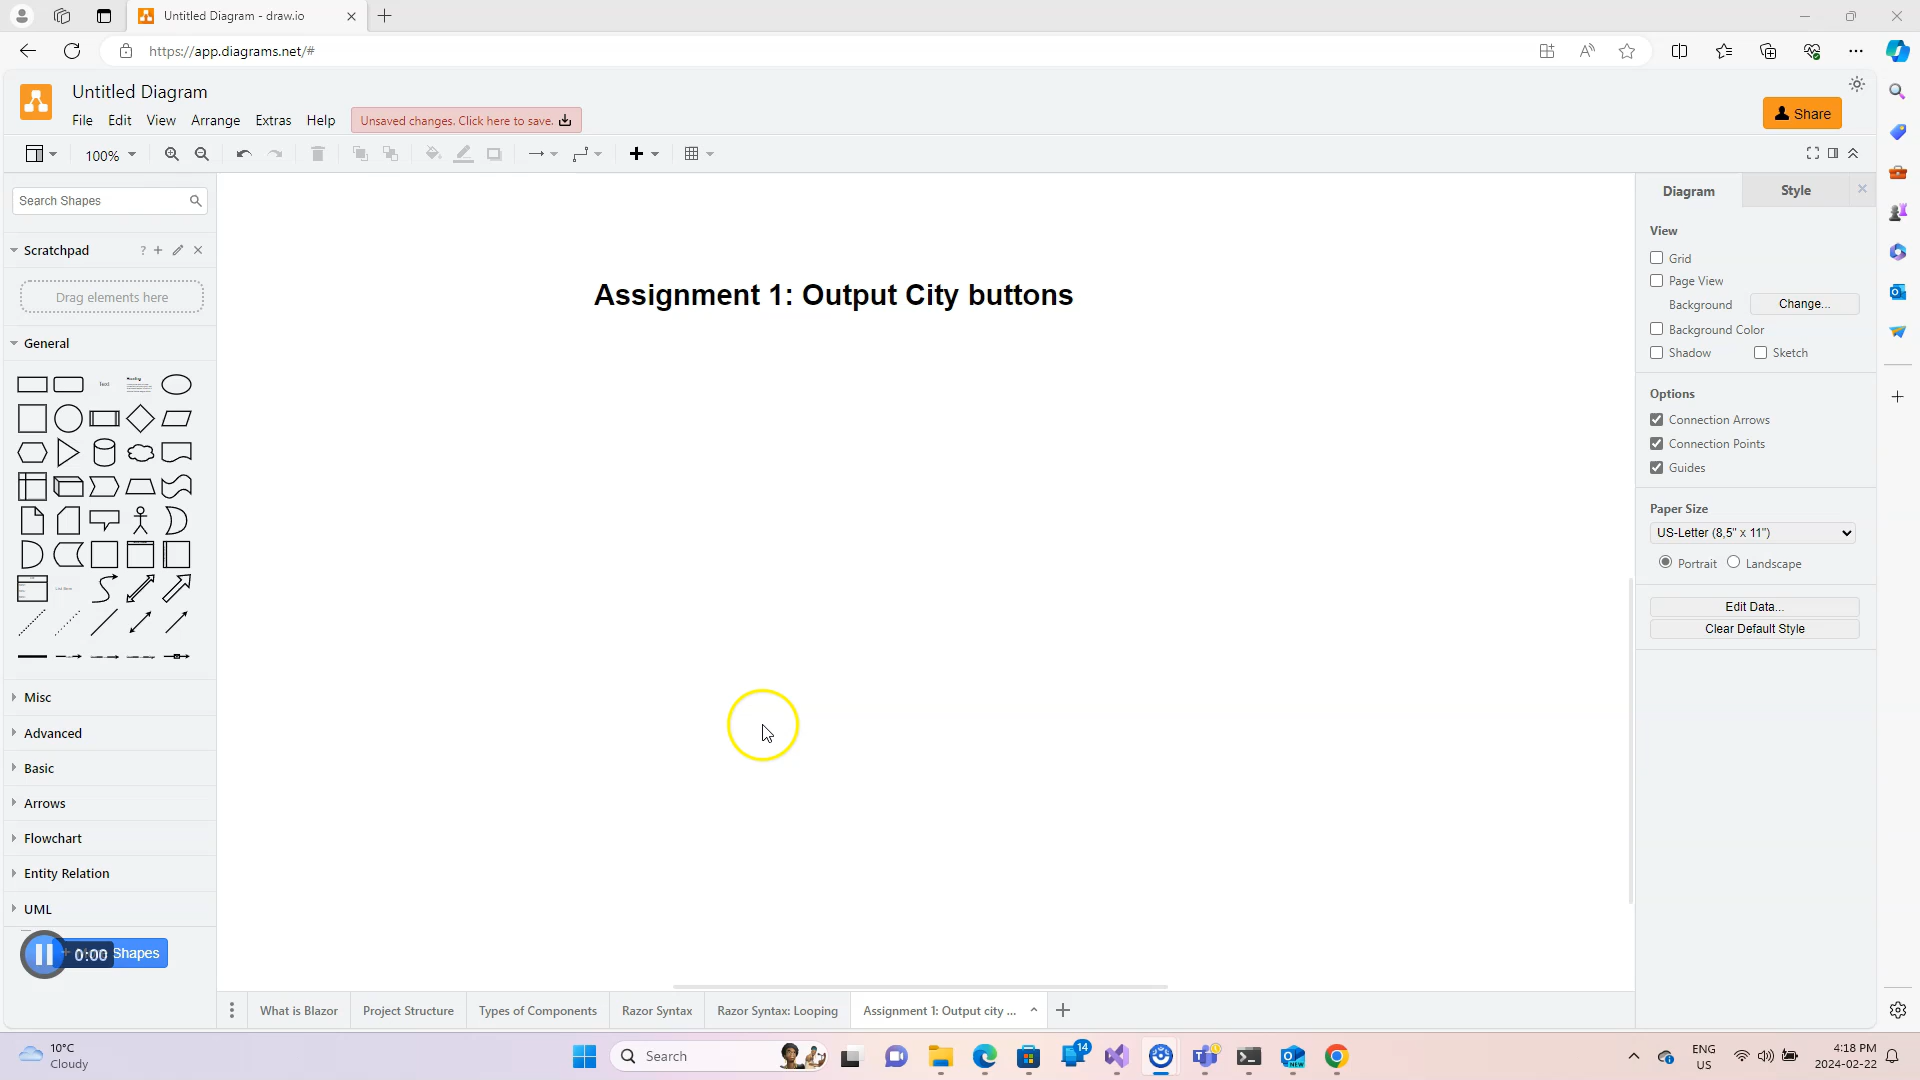 Untitled Diagram - draw.io
https://app.diagrams.net/#
Untitled Diagram
File Edit View Arrange Extras Help Unsaved changes. Click here to save.
Share
100%
Search Shapes
Scratchpad ?
Drag elements here
General
Text
Heading
Misc
Advanced
Basic
Arrows
Flowchart
Entity Relation
UML
0:00 Shapes
Assignment 1: Output City buttons
Diagram Style
View
Grid
Page View
Background Change...
Background Color
Shadow Sketch
Options
Connection Arrows
Connection Points
Guides
Paper Size
US-Letter (8,5" x 11")
Portrait Landscape
Edit Data...
Clear Default Style
What is Blazor Project Structure Types of Components Razor Syntax Razor Syntax: Looping Assignment 1: Output city ...
10°C
Cloudy
Search
14
NEW
ENG
US
4:18 PM
2024-02-22